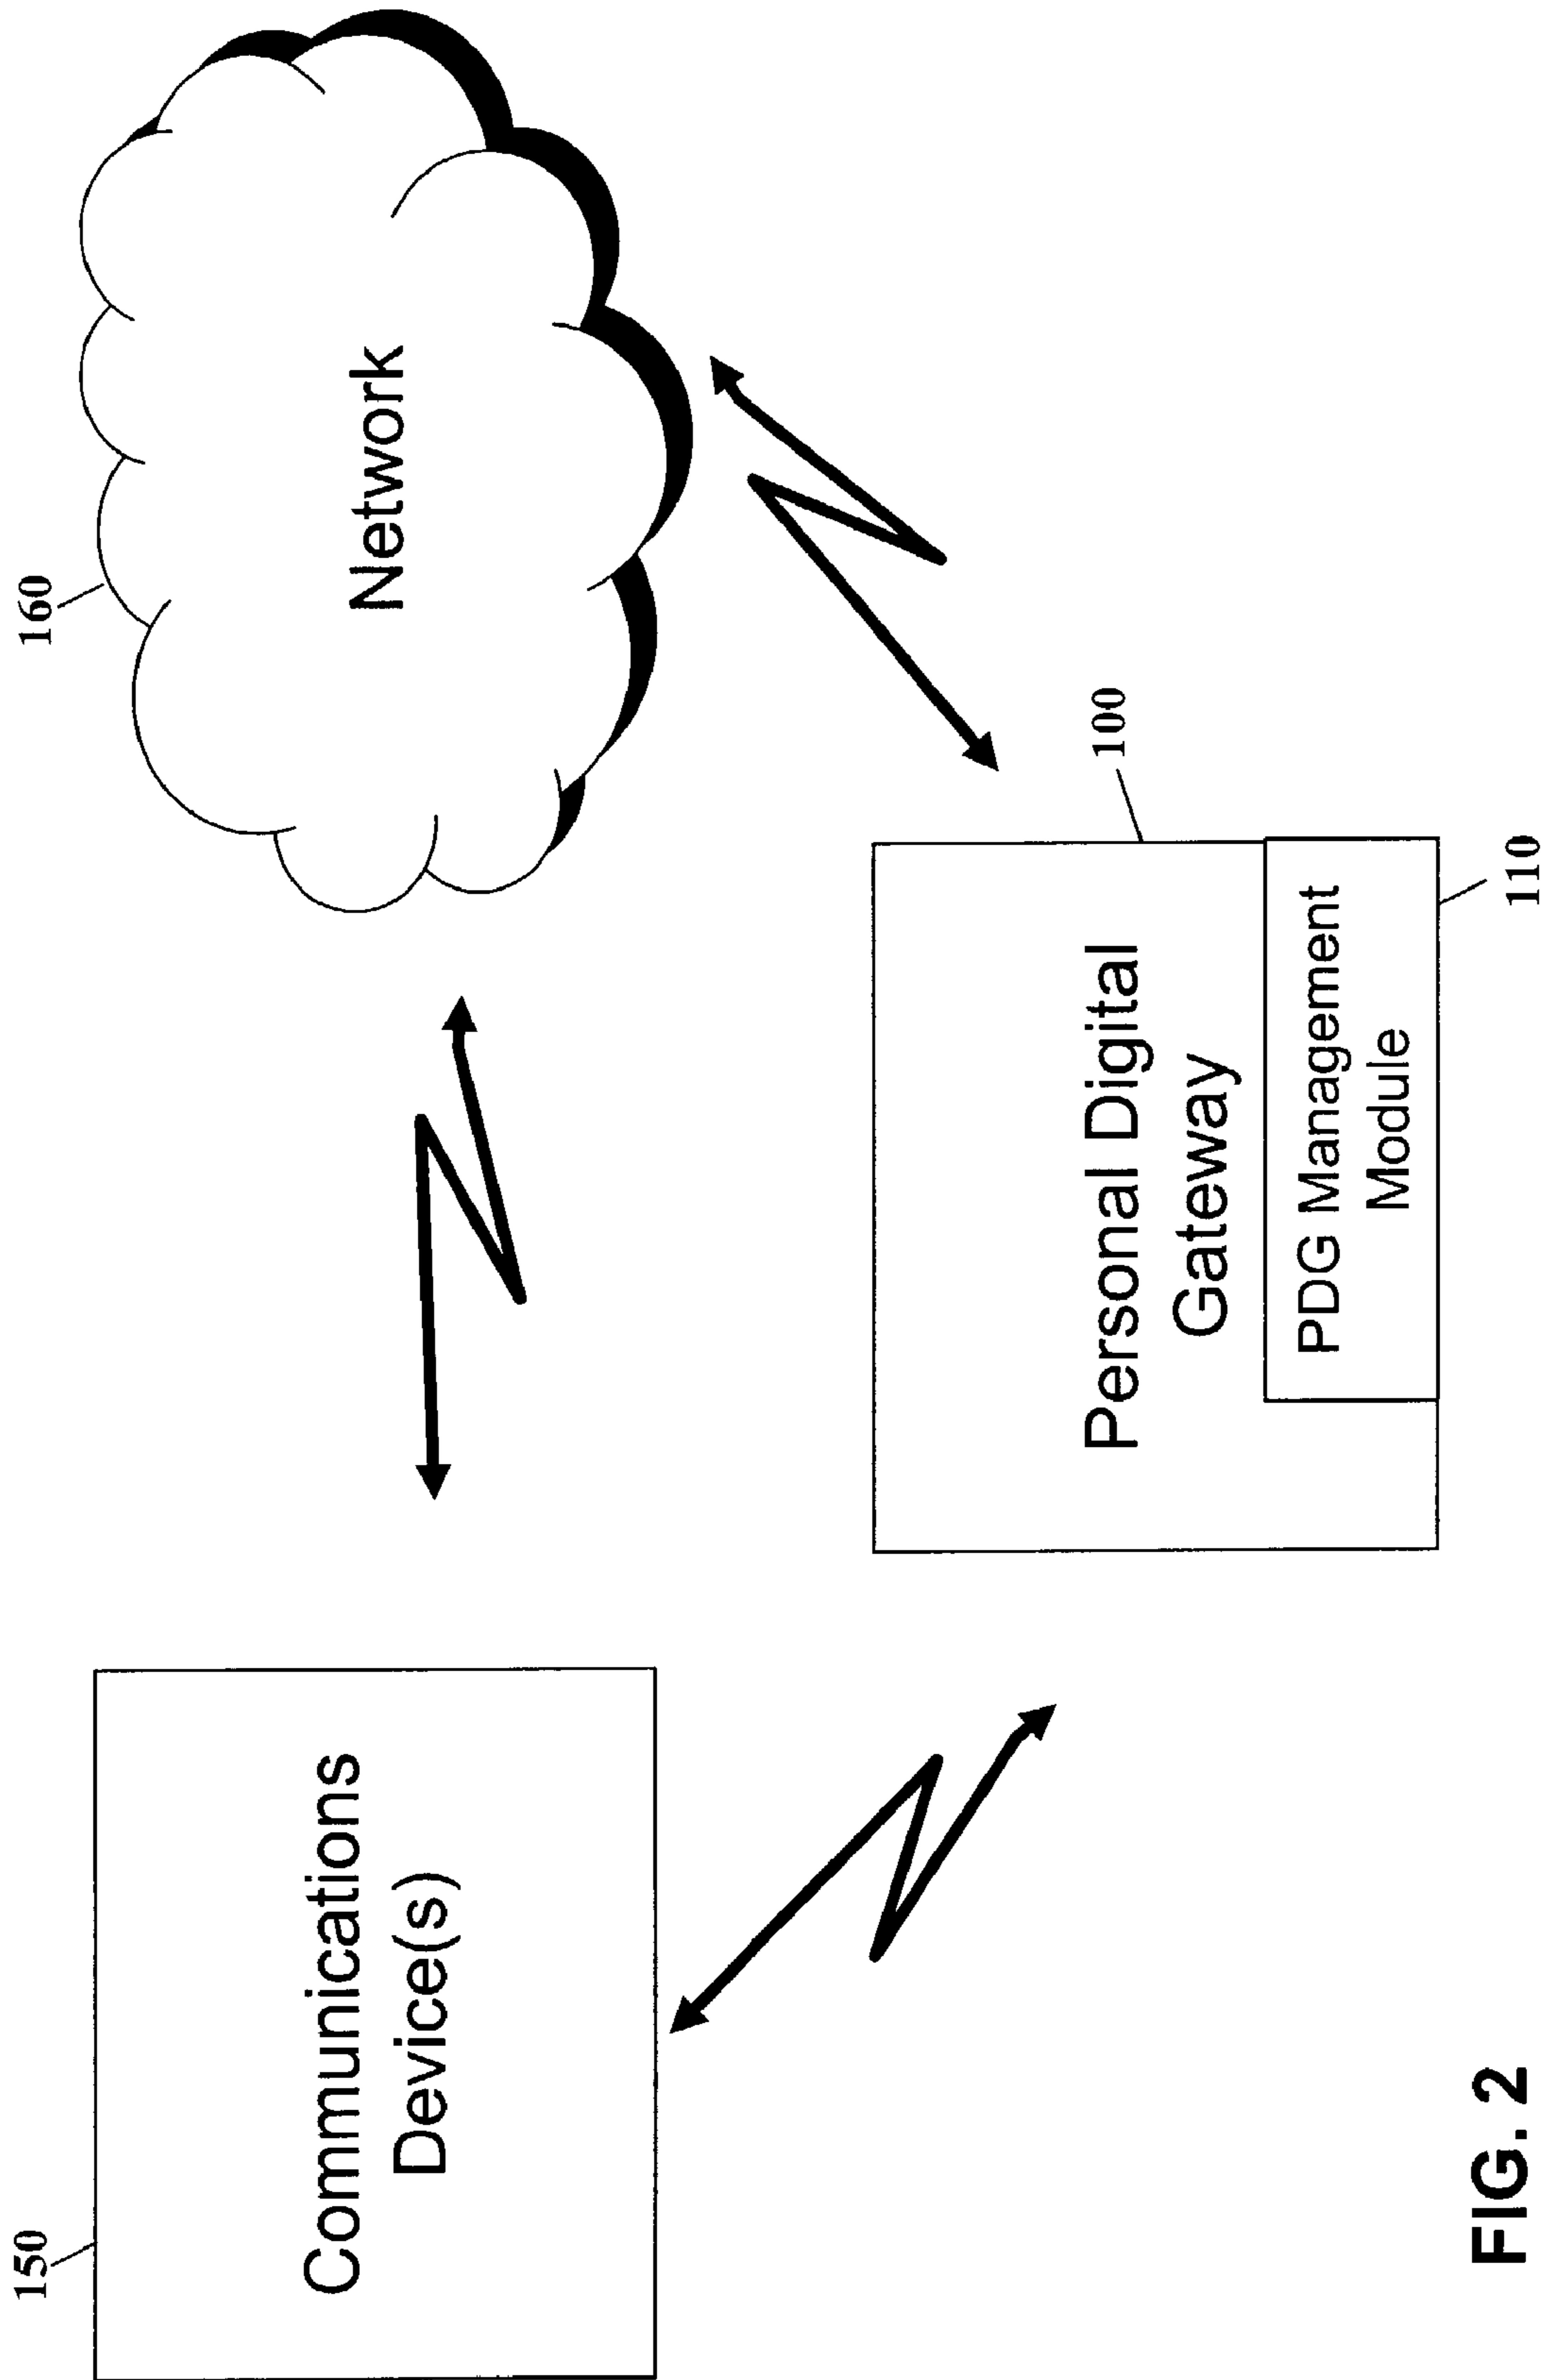 150
Communications
Device(s)
160
Network
100
Personal Digital
Gateway
PDG Management
Module
110
FIG. 2